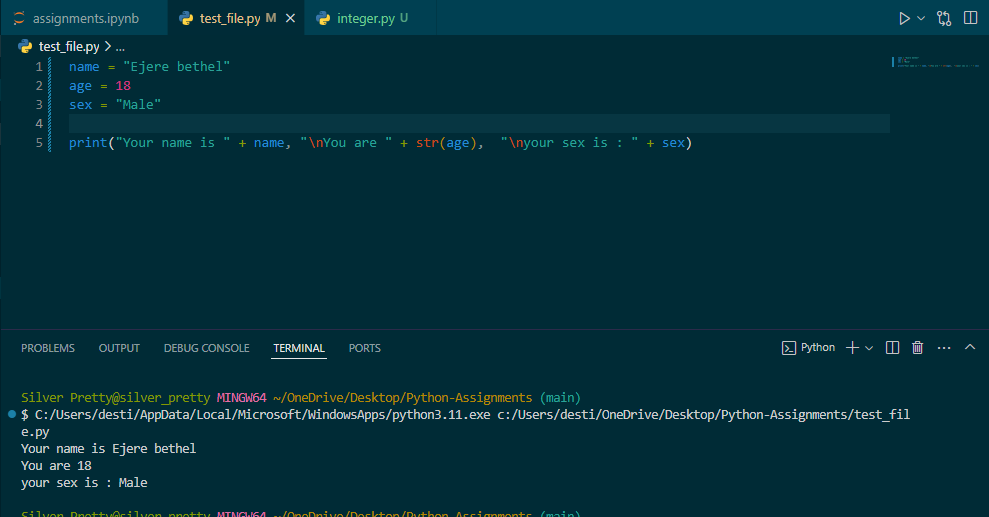 assignments.ipynb
test_file.py M
integer.py U
test_file.py > ...
1 name = "Ejere bethel"
2 age = 18
3 sex = "Male"
4
5 print("Your name is " + name, "\nYou are " + str(age),  "\nyour sex is : " + sex)
PROBLEMS OUTPUT DEBUG CONSOLE TERMINAL PORTS
Python
Silver Pretty@silver_pretty MINGW64 ~/OneDrive/Desktop/Python-Assignments (main)
$ C:/Users/desti/AppData/Local/Microsoft/WindowsApps/python3.11.exe c:/Users/desti/OneDrive/Desktop/Python-Assignments/test_fil
e.py
Your name is Ejere bethel
You are 18
your sex is : Male
Silver Pretty@silver_pretty MINGW64 ~/OneDrive/Desktop/Python-Assignments (main)